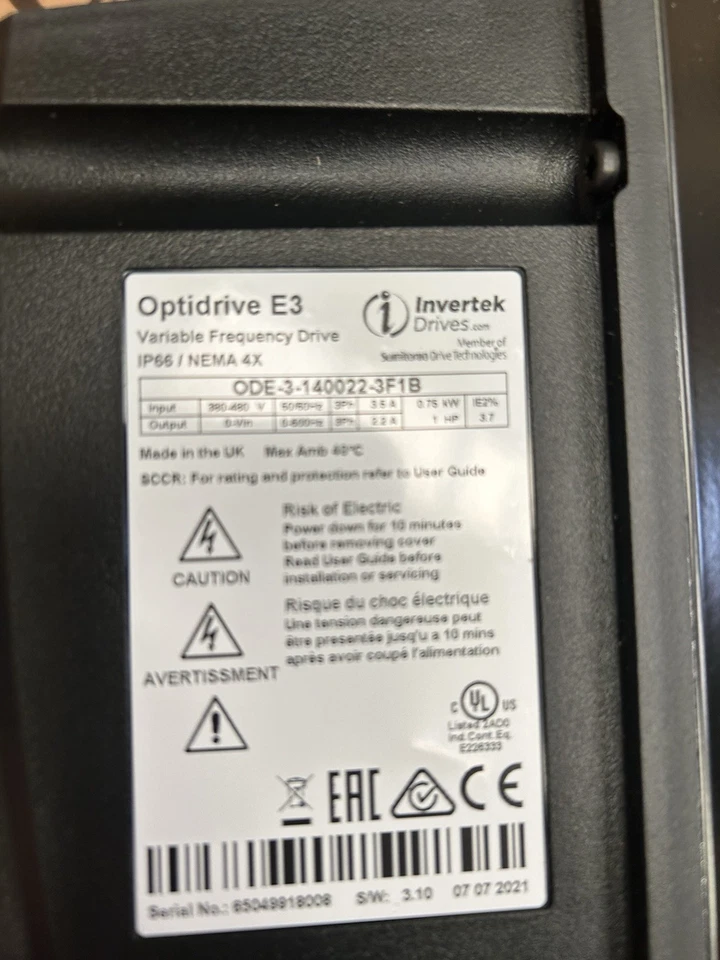 Optidrive E3
Variable Frequency Drive
IP66 / NEMA 4X
Invertek
Drives.com
Member of
Sumitomo Drive Technologies
ODE-3-140022-3F1B
Input 380-480 V 50/60Hz 3Ph 3.5 A 0.75 kW IE2%
Output 0-Vin 0-500Hz 3Ph 2.2 A 1 HP 3.7
Made in the UK Max Amb 40°C
SCCR: For rating and protection refer to User Guide
Risk of Electric
Power down for 10 minutes
before removing cover
Read User Guide before
installation or servicing
CAUTION
Risque du choc électrique
Une tension dangereuse peut
être presentée jusqu'u a 10 mins
après avoir coupé l'alimentation
AVERTISSMENT
C UL US
Listed 2AC0
Ind.Cont.Eq.
E226333
EAC CE
Serial No.: 65049918008 S/W: 3.10 07 07 2021